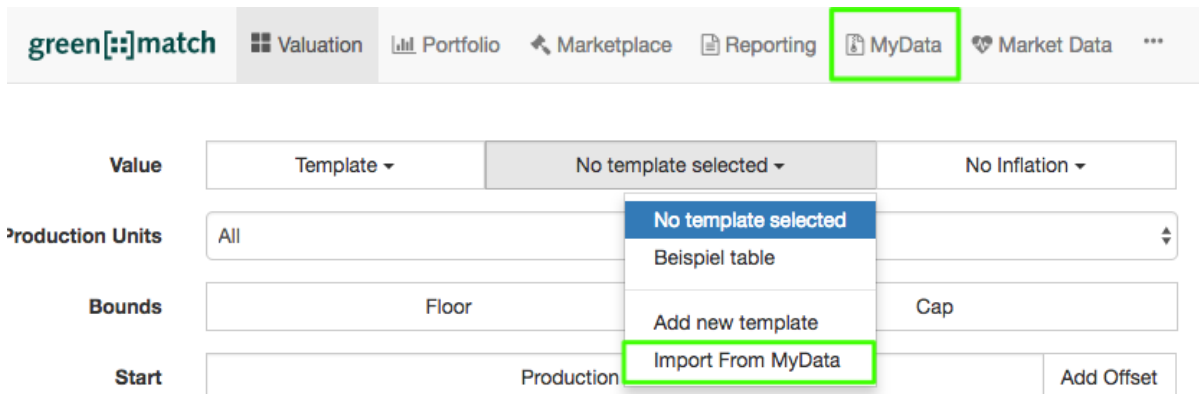 green[::]match Valuation Portfolio Marketplace Reporting MyData Market Data ...
Value Template No template selected No Inflation
No template selected
Production Units All
Beispiel table
Bounds Floor Cap
Add new template
Import From MyData
Start Production Add Offset